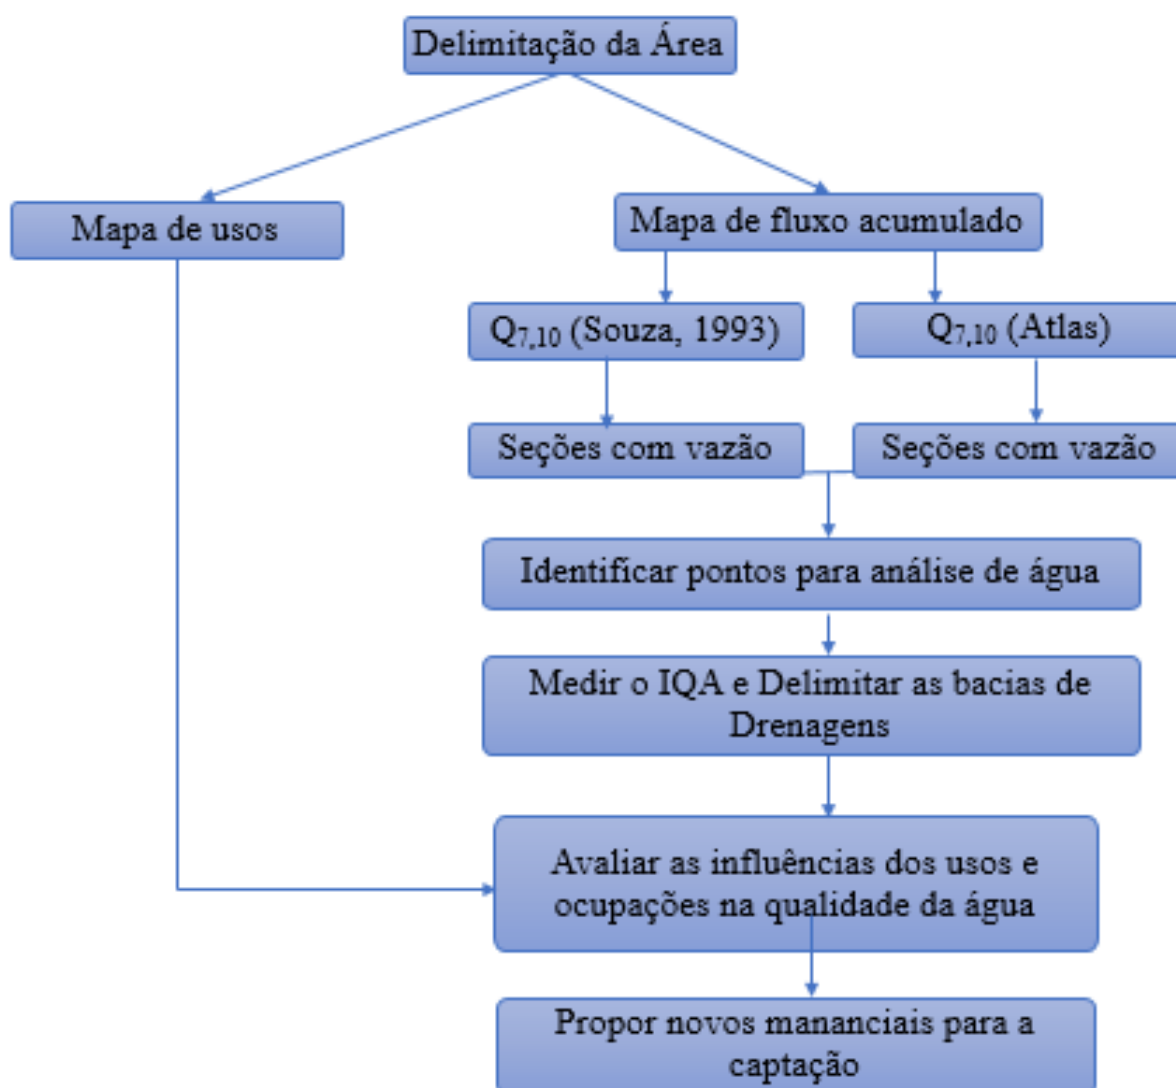 Delimitação da Área
Mapa de usos
Mapa de fluxo acumulado
Q7,10 (Souza, 1993)
Q7,10 (Atlas)
Seções com vazão
Seções com vazão
Identificar pontos para análise de água
Medir o IQA e Delimitar as bacias de
Drenagens
Avaliar as influências dos usos e
ocupações na qualidade da água
Propor novos mananciais para a
captação